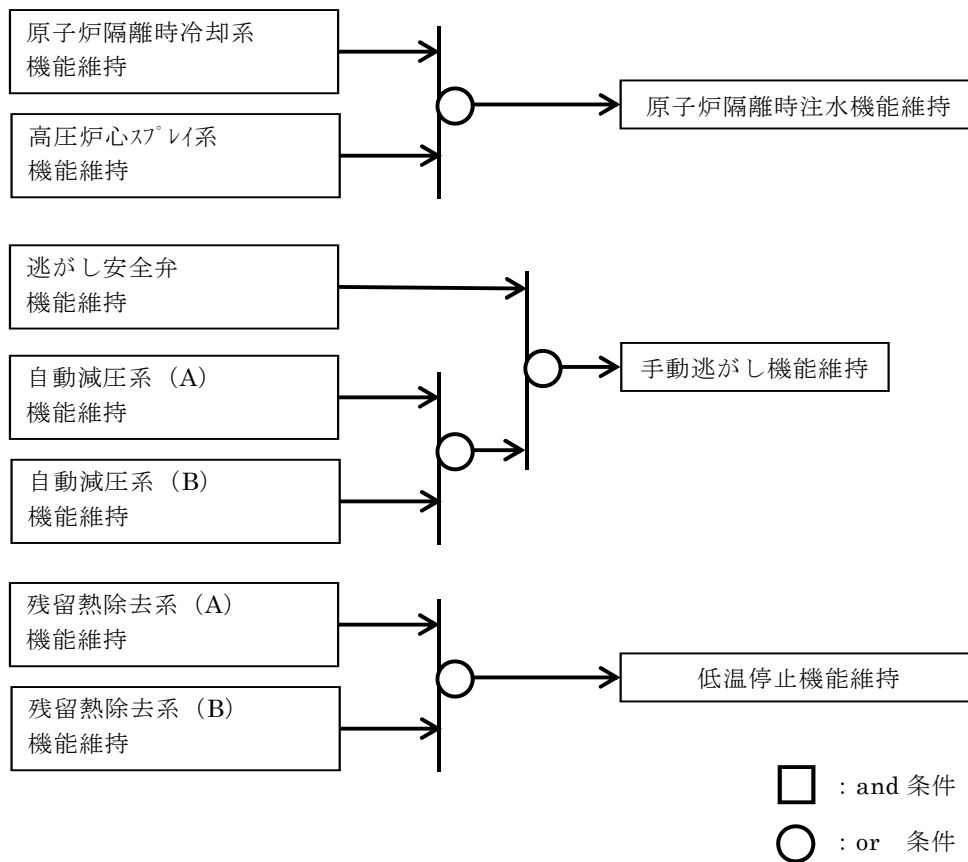 原子炉隔離時冷却系
機能維持
原子炉隔離時注水機能維持
高圧炉心ｽﾌﾟﾚｲ系
機能維持
逃がし安全弁
機能維持
手動逃がし機能維持
自動減圧系（A）
機能維持
自動減圧系（B）
機能維持
残留熱除去系（A）
機能維持
低温停止機能維持
残留熱除去系（B）
機能維持
：and 条件
：or　条件